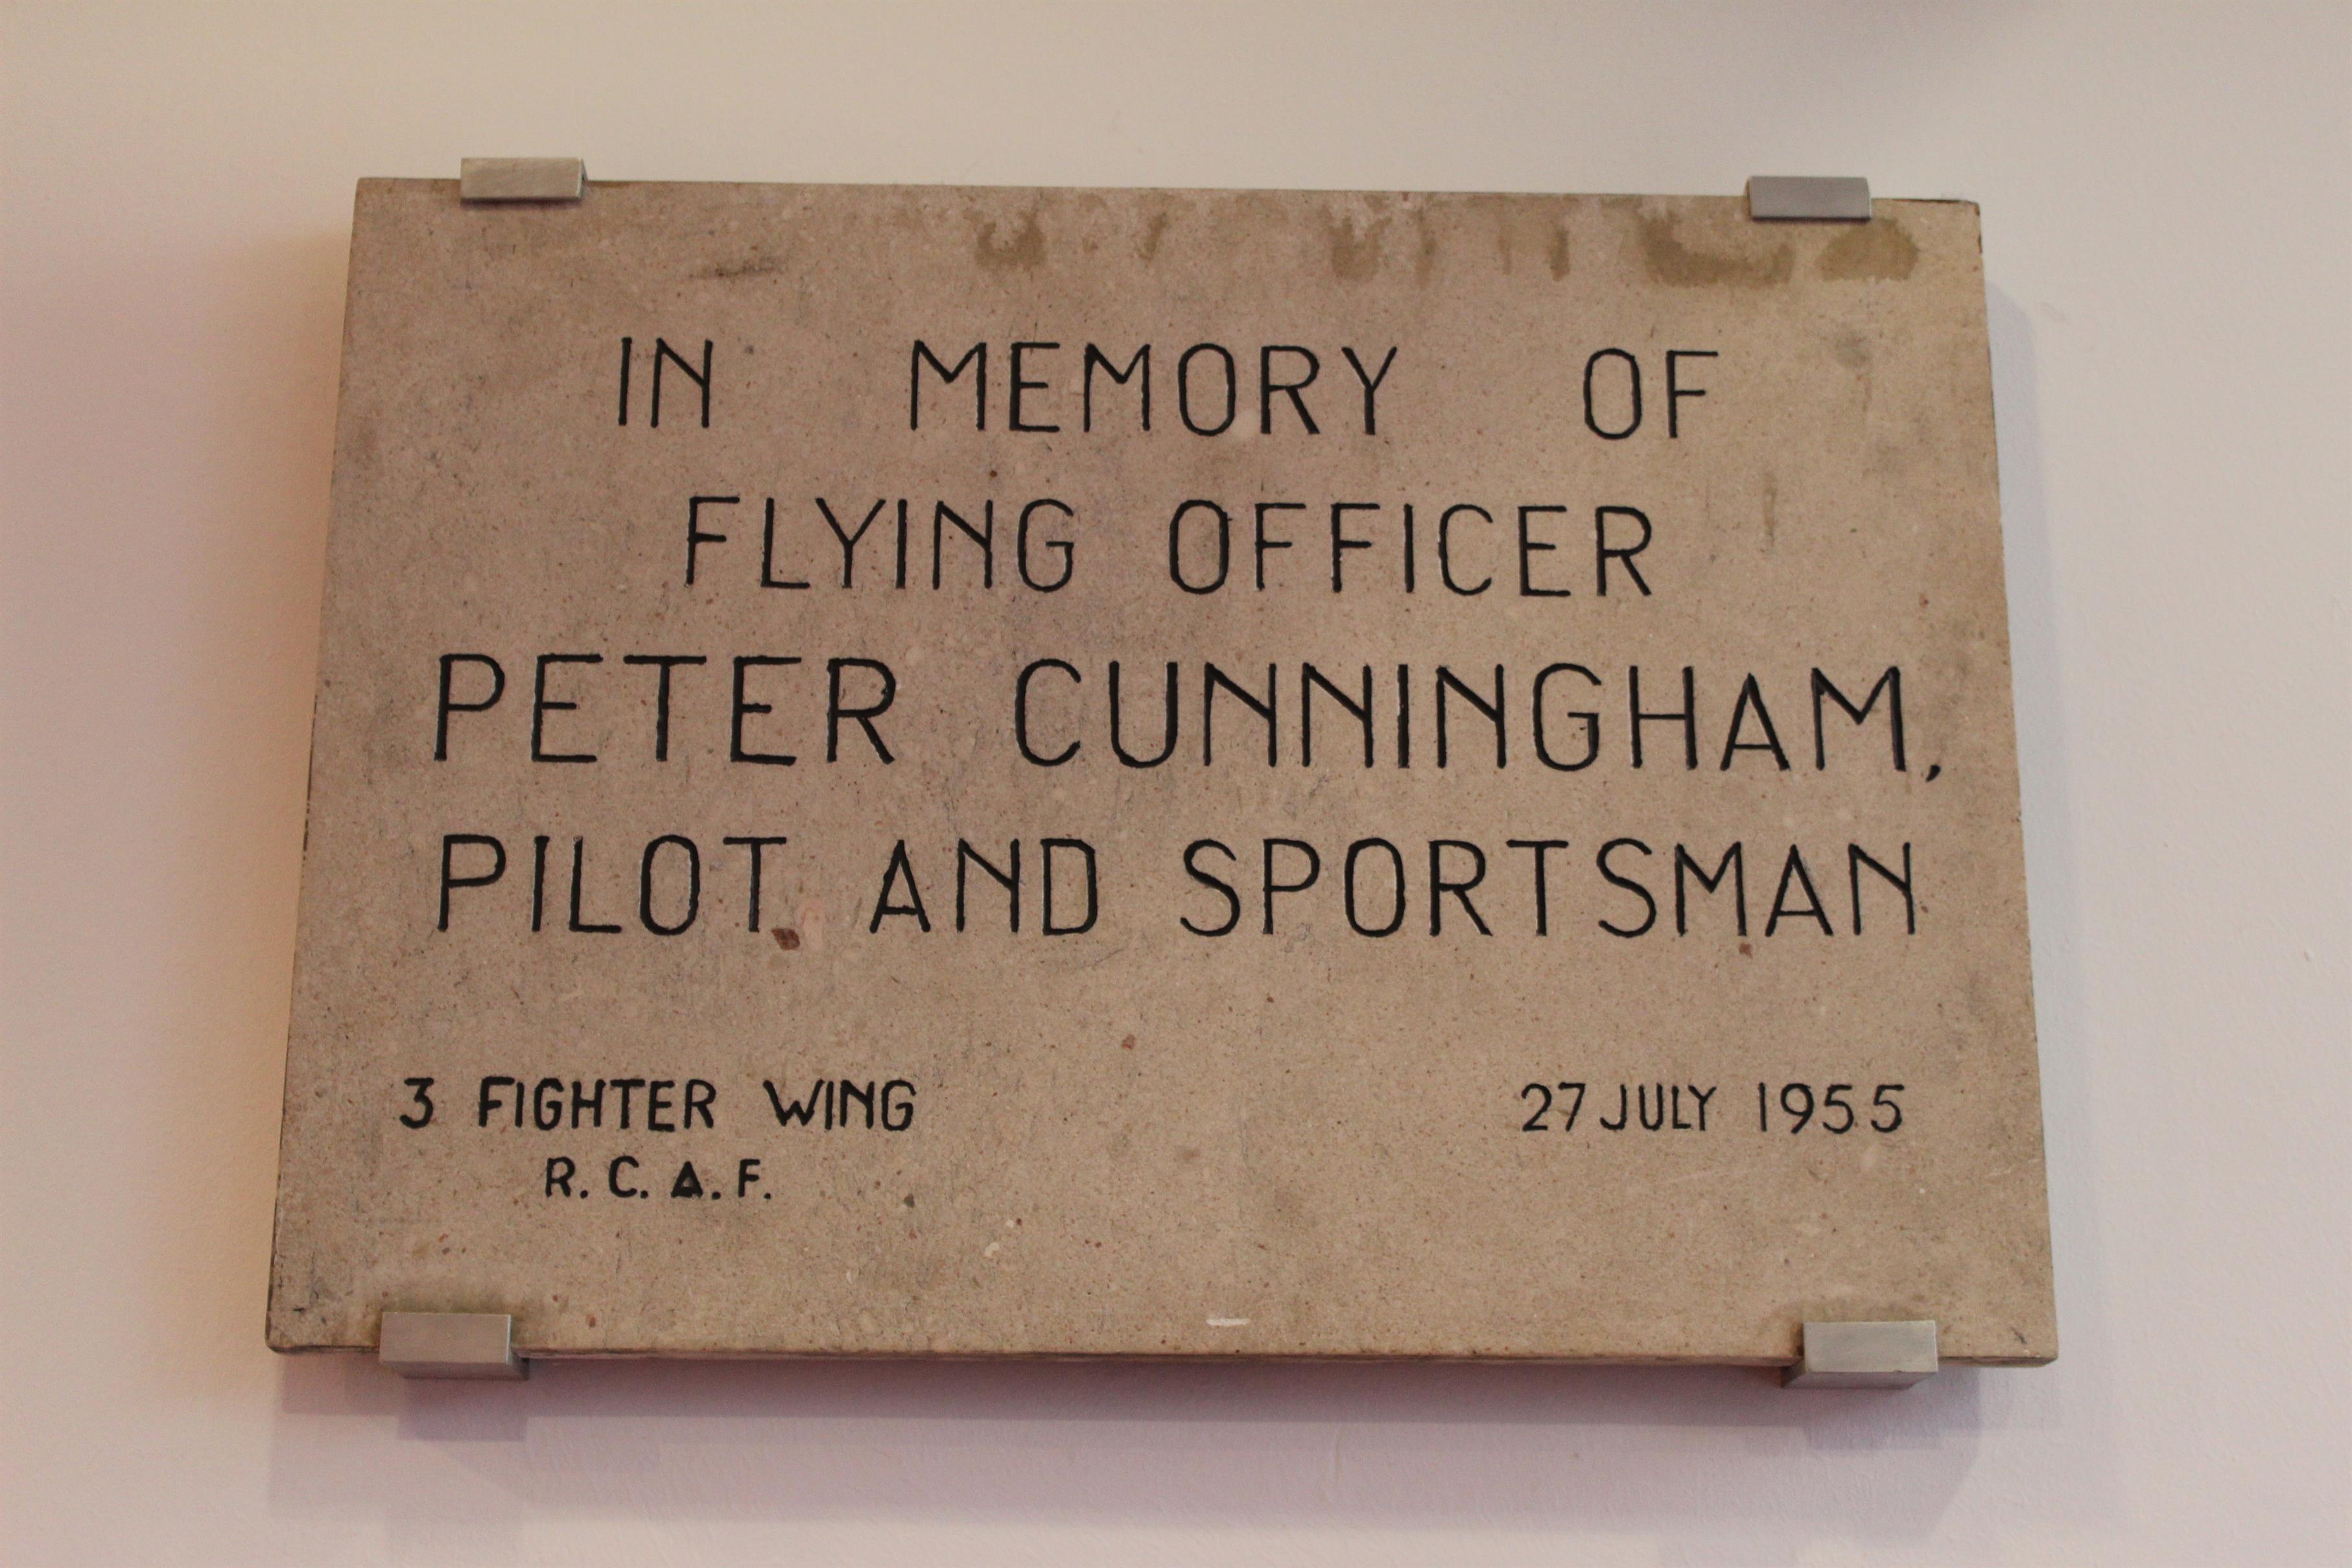 IN MEMORY OF
FLYING OFFICER
PETER CUNNINGHAM,
PILOT AND SPORTSMAN
3 FIGHTER WING
R. C. A. F.
27 JULY 1955